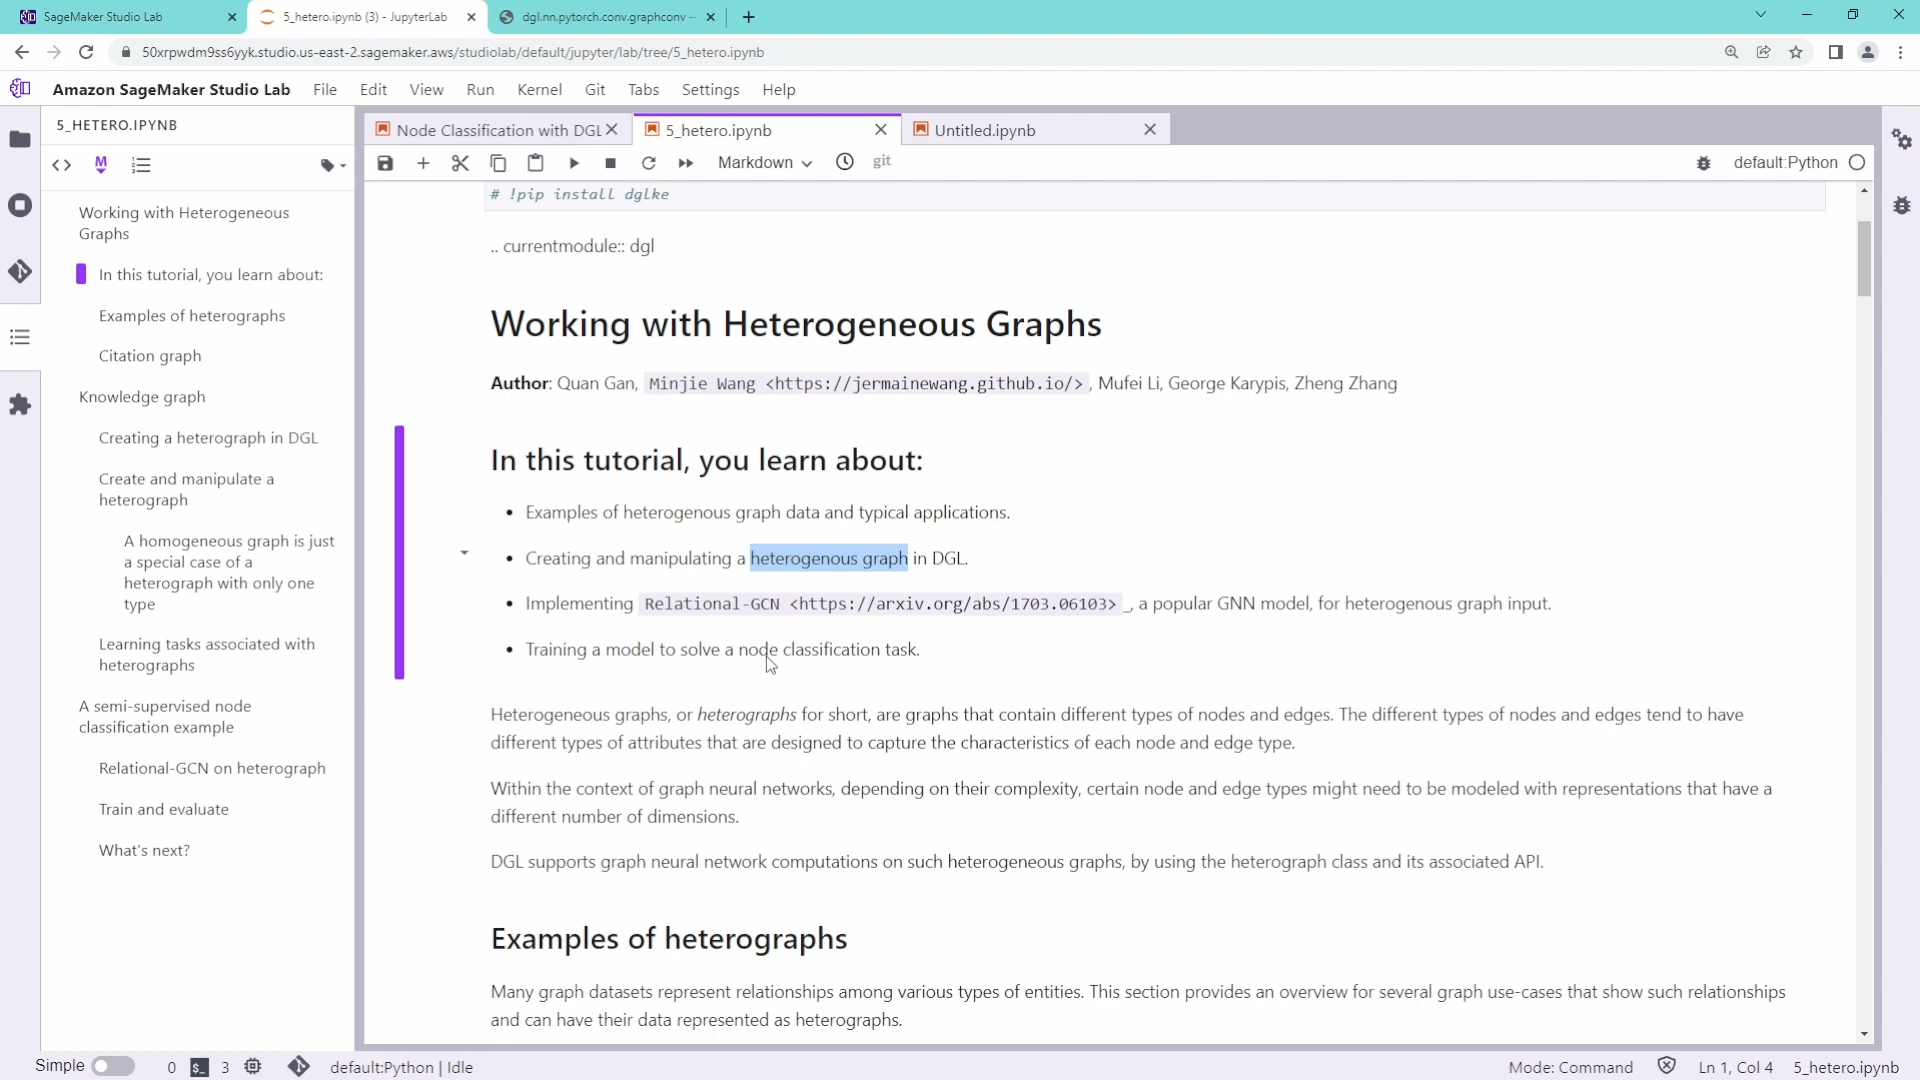 SageMaker Studio Lab
5_hetero.ipynb (3) - JupyterLab
dgl.nn.pytorch.conv.graphconv —
50xrpwdm9ss6yyk.studio.us-east-2.sagemaker.aws/studiolab/default/jupyter/lab/tree/5_hetero.ipynb
Amazon SageMaker Studio Lab File Edit View Run Kernel Git Tabs Settings Help
5_HETERO.IPYNB
Working with Heterogeneous
Graphs
In this tutorial, you learn about:
Examples of heterographs
Citation graph
Knowledge graph
Creating a heterograph in DGL
Create and manipulate a
heterograph
A homogeneous graph is just
a special case of a
heterograph with only one
type
Learning tasks associated with
heterographs
A semi-supervised node
classification example
Relational-GCN on heterograph
Train and evaluate
What's next?
Node Classification with DGL
5_hetero.ipynb
Untitled.ipynb
Markdown
git
default:Python
# !pip install dglke
.. currentmodule:: dgl
Working with Heterogeneous Graphs
Author: Quan Gan, Minjie Wang <https://jermainewang.github.io/>, Mufei Li, George Karypis, Zheng Zhang
In this tutorial, you learn about:
• Examples of heterogenous graph data and typical applications.
• Creating and manipulating a heterogenous graph in DGL.
• Implementing Relational-GCN <https://arxiv.org/abs/1703.06103> _, a popular GNN model, for heterogenous graph input.
• Training a model to solve a node classification task.
Heterogeneous graphs, or heterographs for short, are graphs that contain different types of nodes and edges. The different types of nodes and edges tend to have
different types of attributes that are designed to capture the characteristics of each node and edge type.
Within the context of graph neural networks, depending on their complexity, certain node and edge types might need to be modeled with representations that have a
different number of dimensions.
DGL supports graph neural network computations on such heterogeneous graphs, by using the heterograph class and its associated API.
Examples of heterographs
Many graph datasets represent relationships among various types of entities. This section provides an overview for several graph use-cases that show such relationships
and can have their data represented as heterographs.
Simple 0 $_ 3 default:Python | Idle Mode: Command Ln 1, Col 4 5_hetero.ipynb